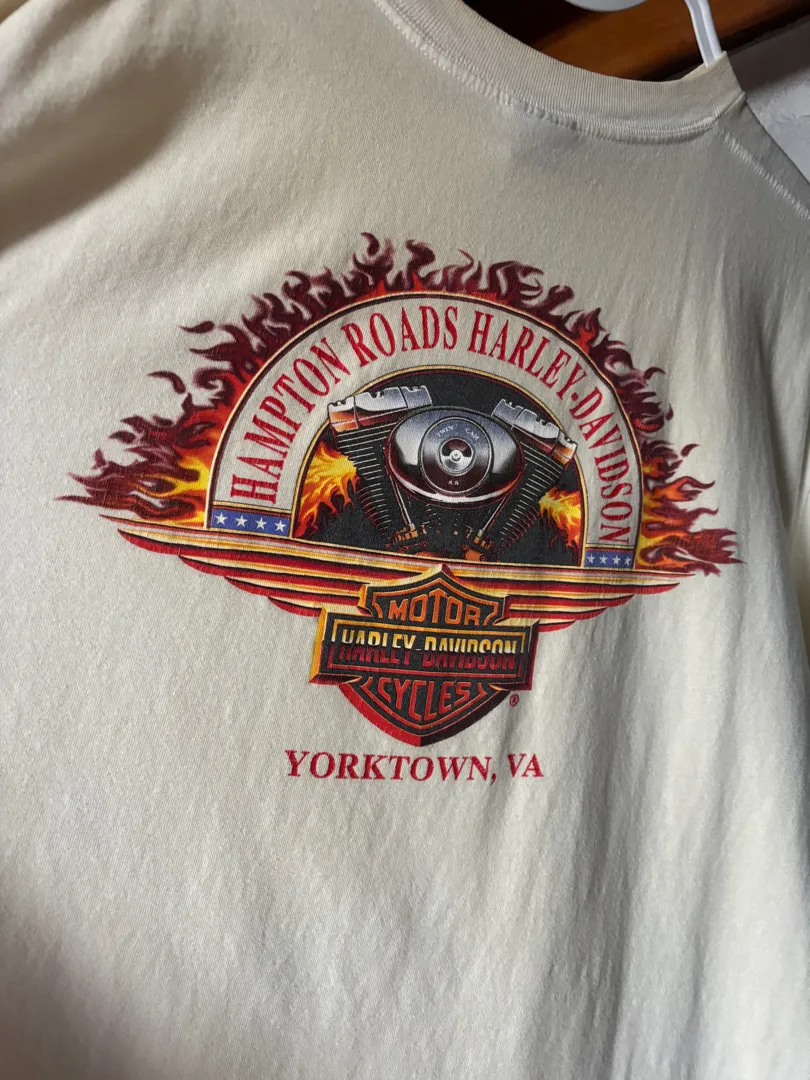 HAMPTON ROADS HARLEY-DAVIDSON
MOTOR
HARLEY-DAVIDSON
CYCLES
®
YORKTOWN, VA